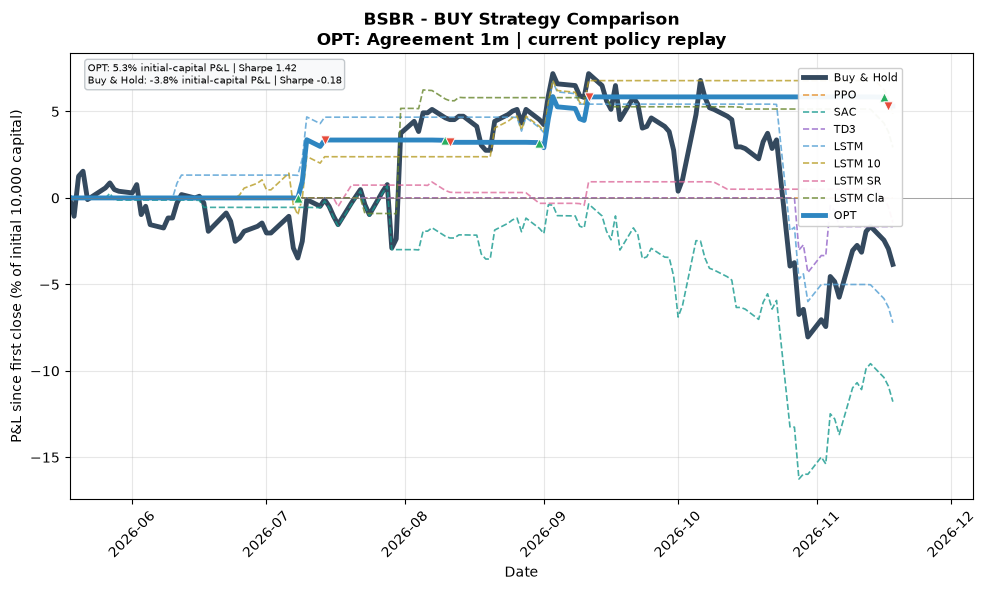 BSBR - BUY Strategy Comparison
OPT: Agreement 1m | current policy replay
OPT: 5.3% initial-capital P&L | Sharpe 1.42
Buy & Hold: -3.8% initial-capital P&L | Sharpe -0.18
Buy & Hold
PPO
SAC
TD3
LSTM
LSTM 10
LSTM SR
LSTM Cla
OPT
P&L since first close (% of initial 10,000 capital)
5
0
−5
−10
−15
2026-06
2026-07
2026-08
2026-09
2026-10
2026-11
2026-12
Date